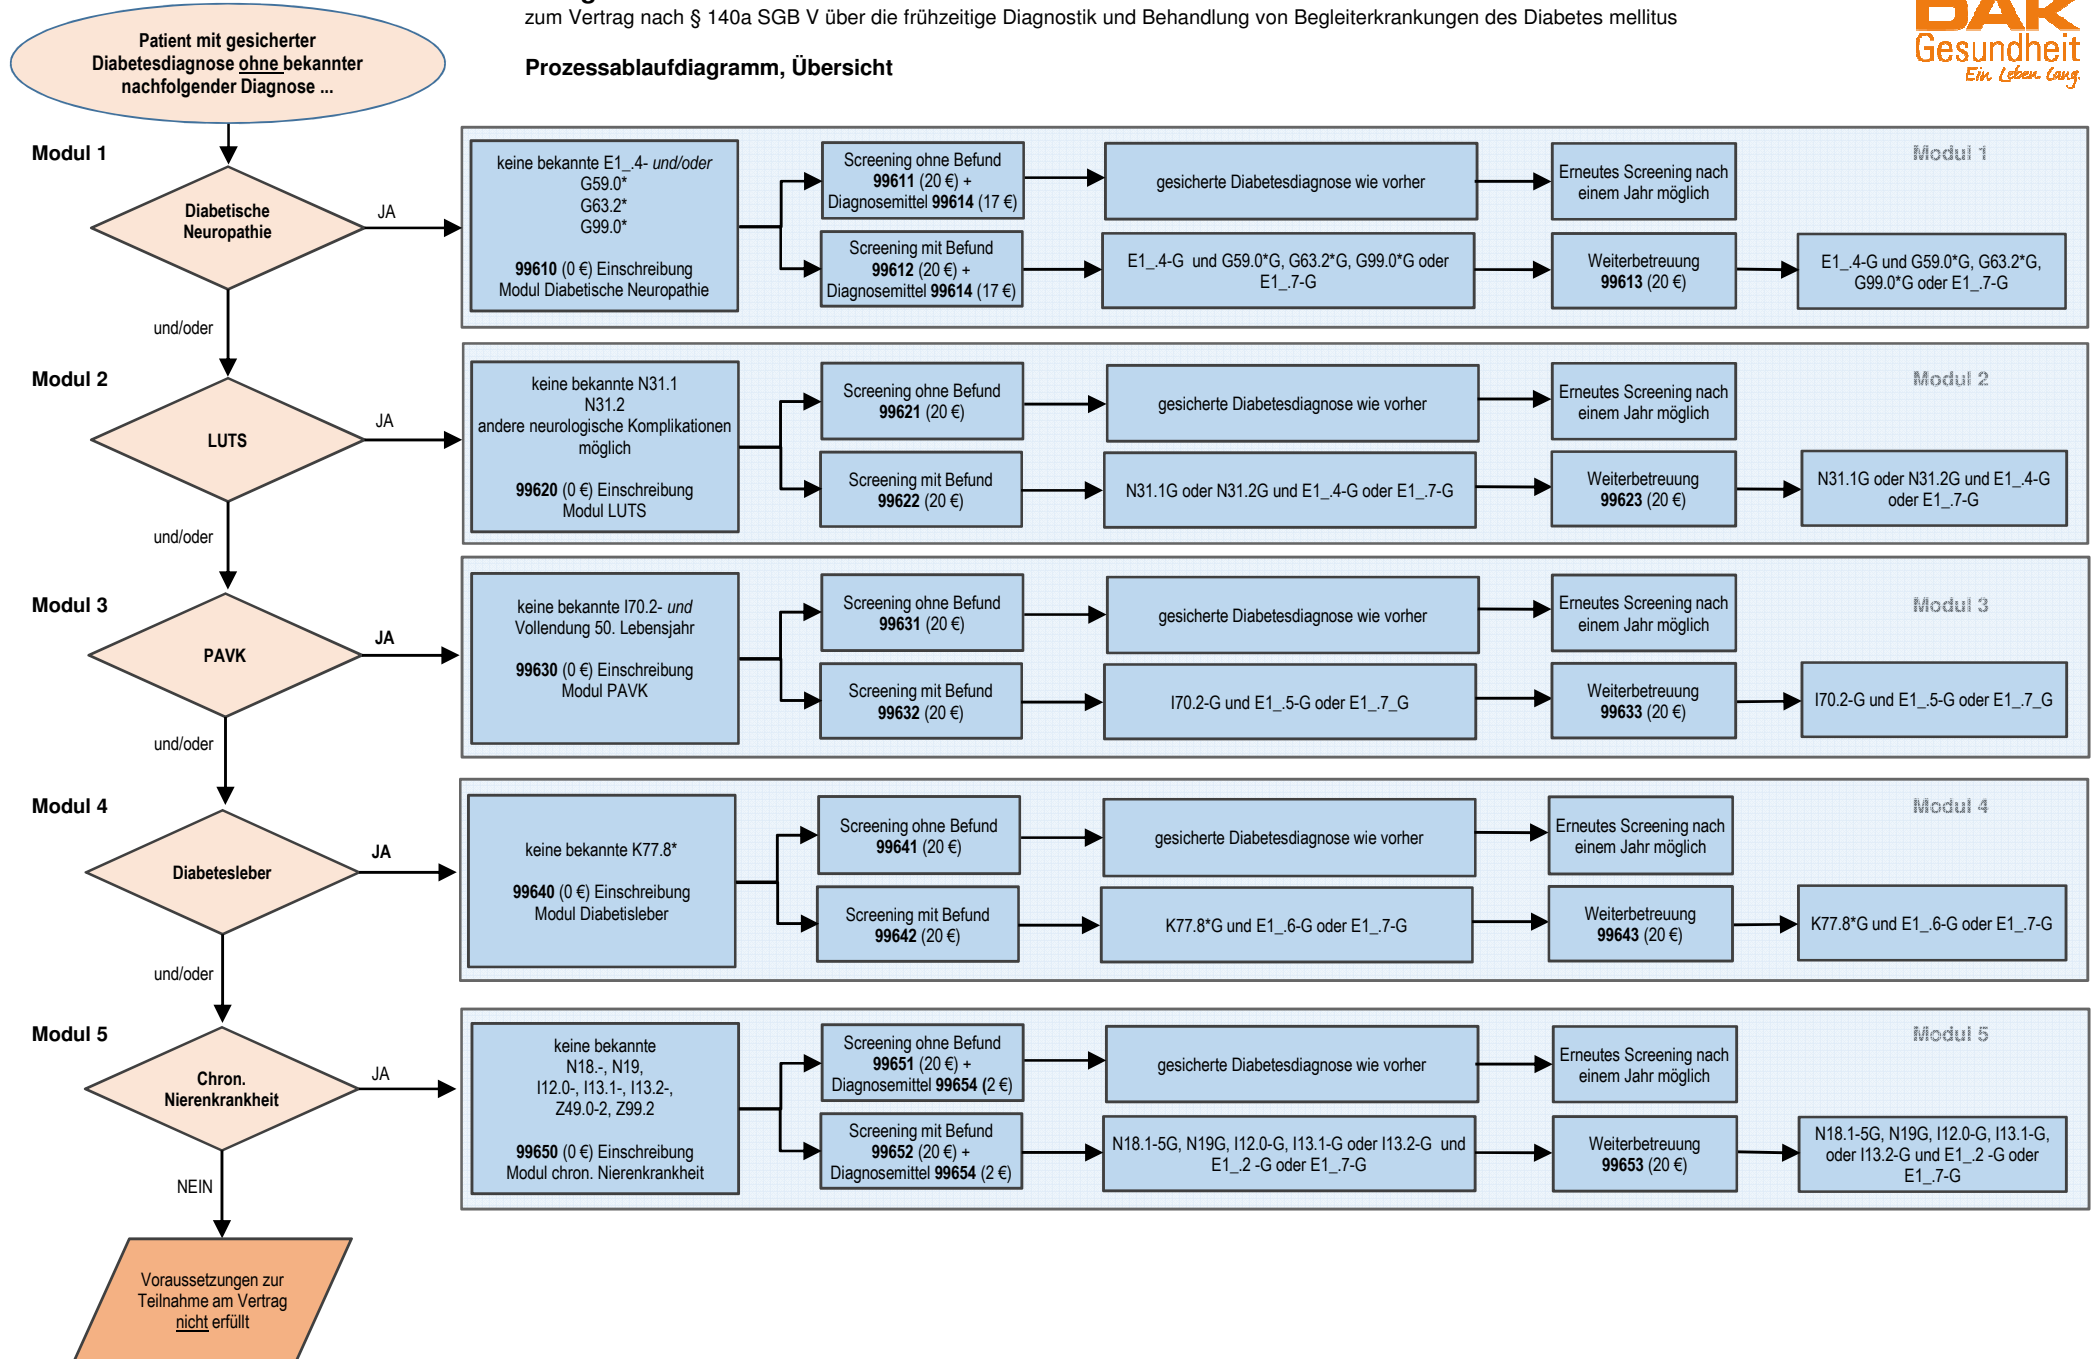 zum Vertrag nach § 140a SGB V über die frühzeitige Diagnostik und Behandlung von Begleiterkrankungen des Diabetes mellitus
Prozessablaufdiagramm, Übersicht
DAK
Gesundheit
Ein Leben lang.
Patient mit gesicherter
Diabetesdiagnose ohne bekannter
nachfolgender Diagnose ...
Modul 1
Diabetische
Neuropathie
JA
keine bekannte E1_.4- und/oder
G59.0*
G63.2*
G99.0*
99610 (0 €) Einschreibung
Modul Diabetische Neuropathie
Screening ohne Befund
99611 (20 €) +
Diagnosemittel 99614 (17 €)
gesicherte Diabetesdiagnose wie vorher
Erneutes Screening nach
einem Jahr möglich
Modul 1
Screening mit Befund
99612 (20 €) +
Diagnosemittel 99614 (17 €)
E1_.4-G und G59.0*G, G63.2*G, G99.0*G oder
E1_.7-G
Weiterbetreuung
99613 (20 €)
E1_.4-G und G59.0*G, G63.2*G,
G99.0*G oder E1_.7-G
und/oder
Modul 2
LUTS
JA
keine bekannte N31.1
N31.2
andere neurologische Komplikationen
möglich
99620 (0 €) Einschreibung
Modul LUTS
Screening ohne Befund
99621 (20 €)
gesicherte Diabetesdiagnose wie vorher
Erneutes Screening nach
einem Jahr möglich
Modul 2
Screening mit Befund
99622 (20 €)
N31.1G oder N31.2G und E1_.4-G oder E1_.7-G
Weiterbetreuung
99623 (20 €)
N31.1G oder N31.2G und E1_.4-G
oder E1_.7-G
und/oder
Modul 3
PAVK
JA
keine bekannte I70.2- und
Vollendung 50. Lebensjahr
99630 (0 €) Einschreibung
Modul PAVK
Screening ohne Befund
99631 (20 €)
gesicherte Diabetesdiagnose wie vorher
Erneutes Screening nach
einem Jahr möglich
Modul 3
Screening mit Befund
99632 (20 €)
I70.2-G und E1_.5-G oder E1_.7_G
Weiterbetreuung
99633 (20 €)
I70.2-G und E1_.5-G oder E1_.7_G
und/oder
Modul 4
Diabetesleber
JA
keine bekannte K77.8*
99640 (0 €) Einschreibung
Modul Diabetisleber
Screening ohne Befund
99641 (20 €)
gesicherte Diabetesdiagnose wie vorher
Erneutes Screening nach
einem Jahr möglich
Modul 4
Screening mit Befund
99642 (20 €)
K77.8*G und E1_.6-G oder E1_.7-G
Weiterbetreuung
99643 (20 €)
K77.8*G und E1_.6-G oder E1_.7-G
und/oder
Modul 5
Chron.
Nierenkrankheit
JA
keine bekannte
N18.-, N19,
I12.0-, I13.1-, I13.2-,
Z49.0-2, Z99.2
99650 (0 €) Einschreibung
Modul chron. Nierenkrankheit
Screening ohne Befund
99651 (20 €) +
Diagnosemittel 99654 (2 €)
gesicherte Diabetesdiagnose wie vorher
Erneutes Screening nach
einem Jahr möglich
Modul 5
Screening mit Befund
99652 (20 €) +
Diagnosemittel 99654 (2 €)
N18.1-5G, N19G, I12.0-G, I13.1-G oder I13.2-G und
E1_.2 -G oder E1_.7-G
Weiterbetreuung
99653 (20 €)
N18.1-5G, N19G, I12.0-G, I13.1-G,
oder I13.2-G und E1_.2 -G oder
E1_.7-G
NEIN
Voraussetzungen zur
Teilnahme am Vertrag
nicht erfüllt